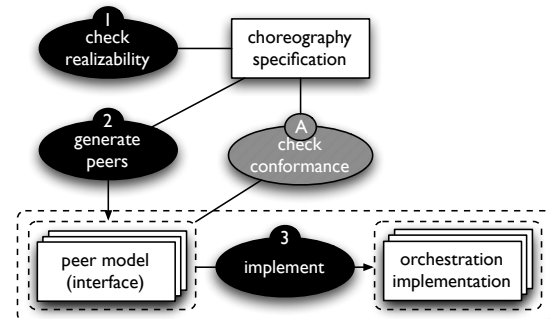 1
check
realizability
choreography
specification
2
generate
peers
A
check
conformance
peer model
(interface)
3
implement
orchestration
implementation